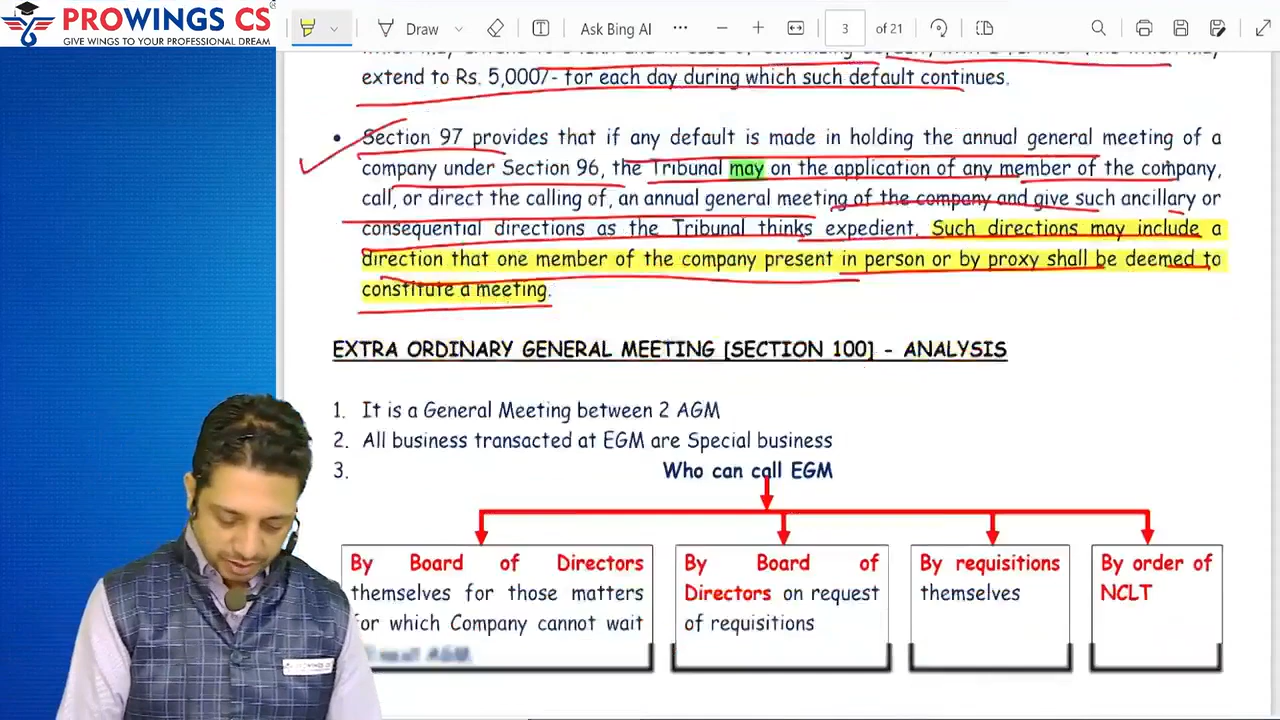 PROWINGS CS
GIVE WINGS TO YOUR PROFESSIONAL DREAM
Draw
Ask Bing AI
3 of 21
extend to Rs. 5,000/- for each day during which such default continues.
• Section 97 provides that if any default is made in holding the annual general meeting of a
company under Section 96, the Tribunal may on the application of any member of the company,
call, or direct the calling of, an annual general meeting of the company and give such ancillary or
consequential directions as the Tribunal thinks expedient. Such directions may include a
direction that one member of the company present in person or by proxy shall be deemed to
constitute a meeting.
EXTRA ORDINARY GENERAL MEETING [SECTION 100] - ANALYSIS
1. It is a General Meeting between 2 AGM
2. All business transacted at EGM are Special business
3. Who can call EGM
By Board of Directors
themselves for those matters
for which Company cannot wait
By Board of
Directors on request
of requisitions
By requisitions
themselves
By order of
NCLT